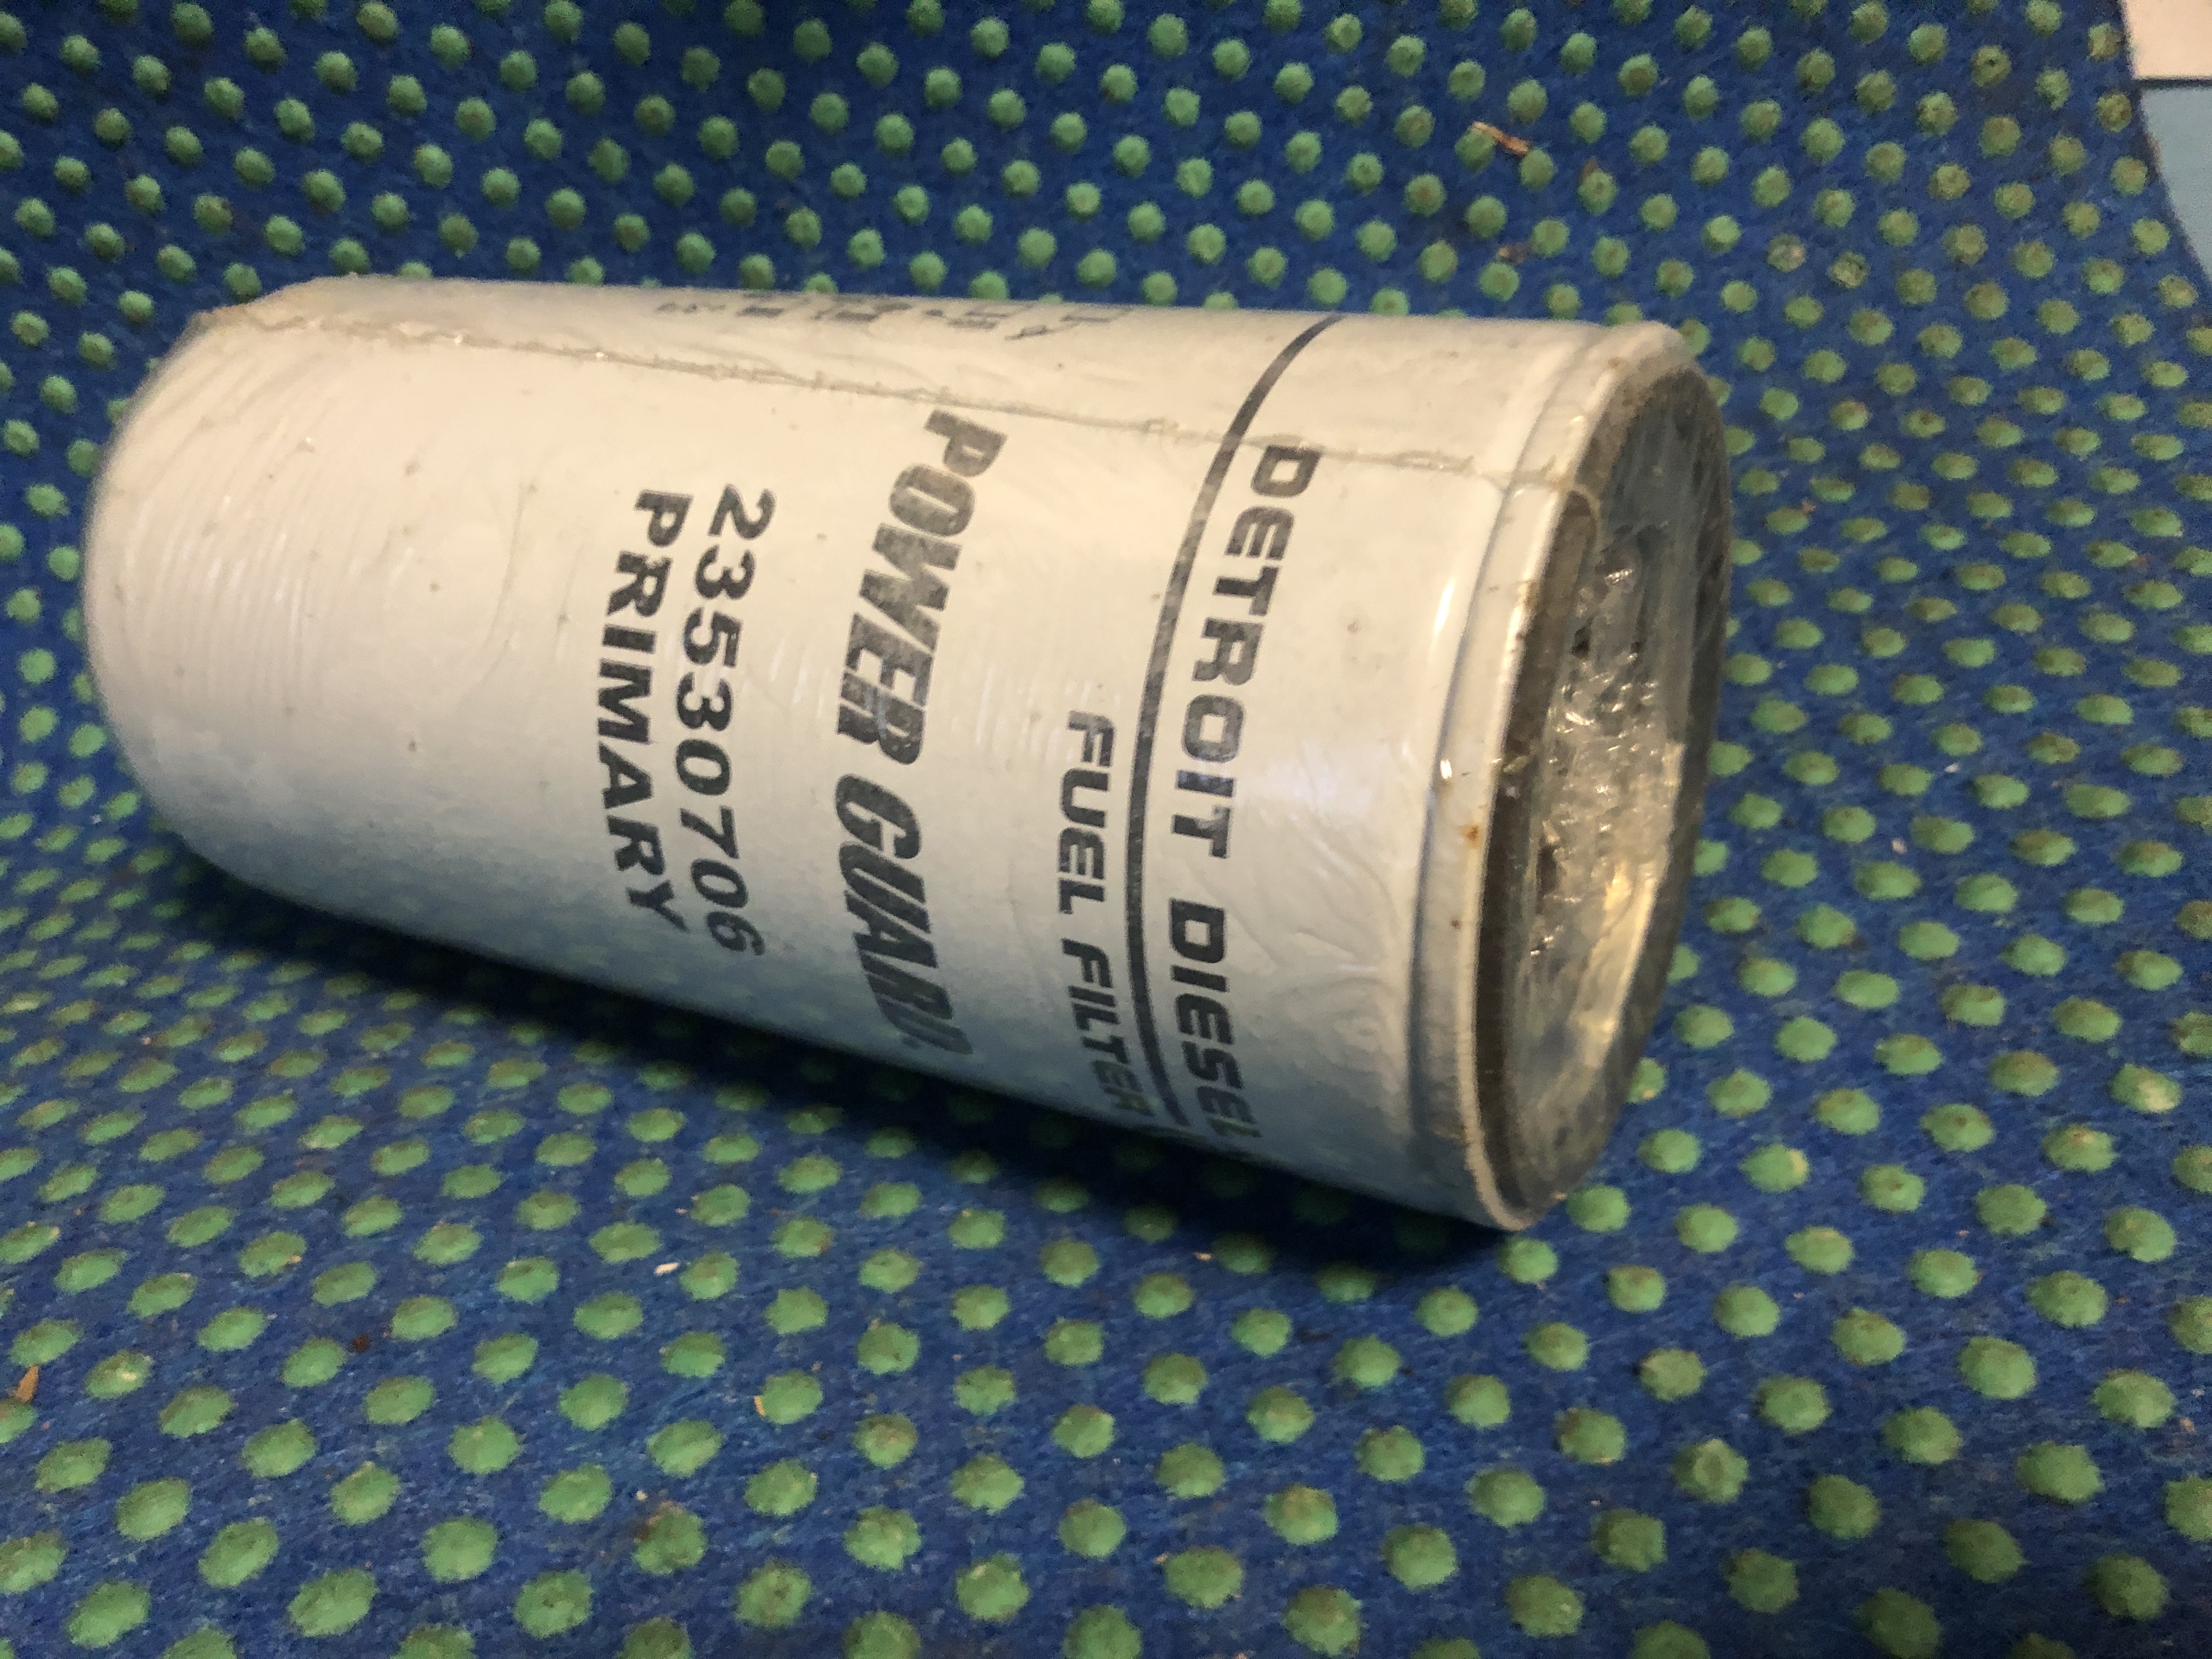 DETROIT DIESEL
FUEL FILTER
POWER GUARD
23530706
PRIMARY